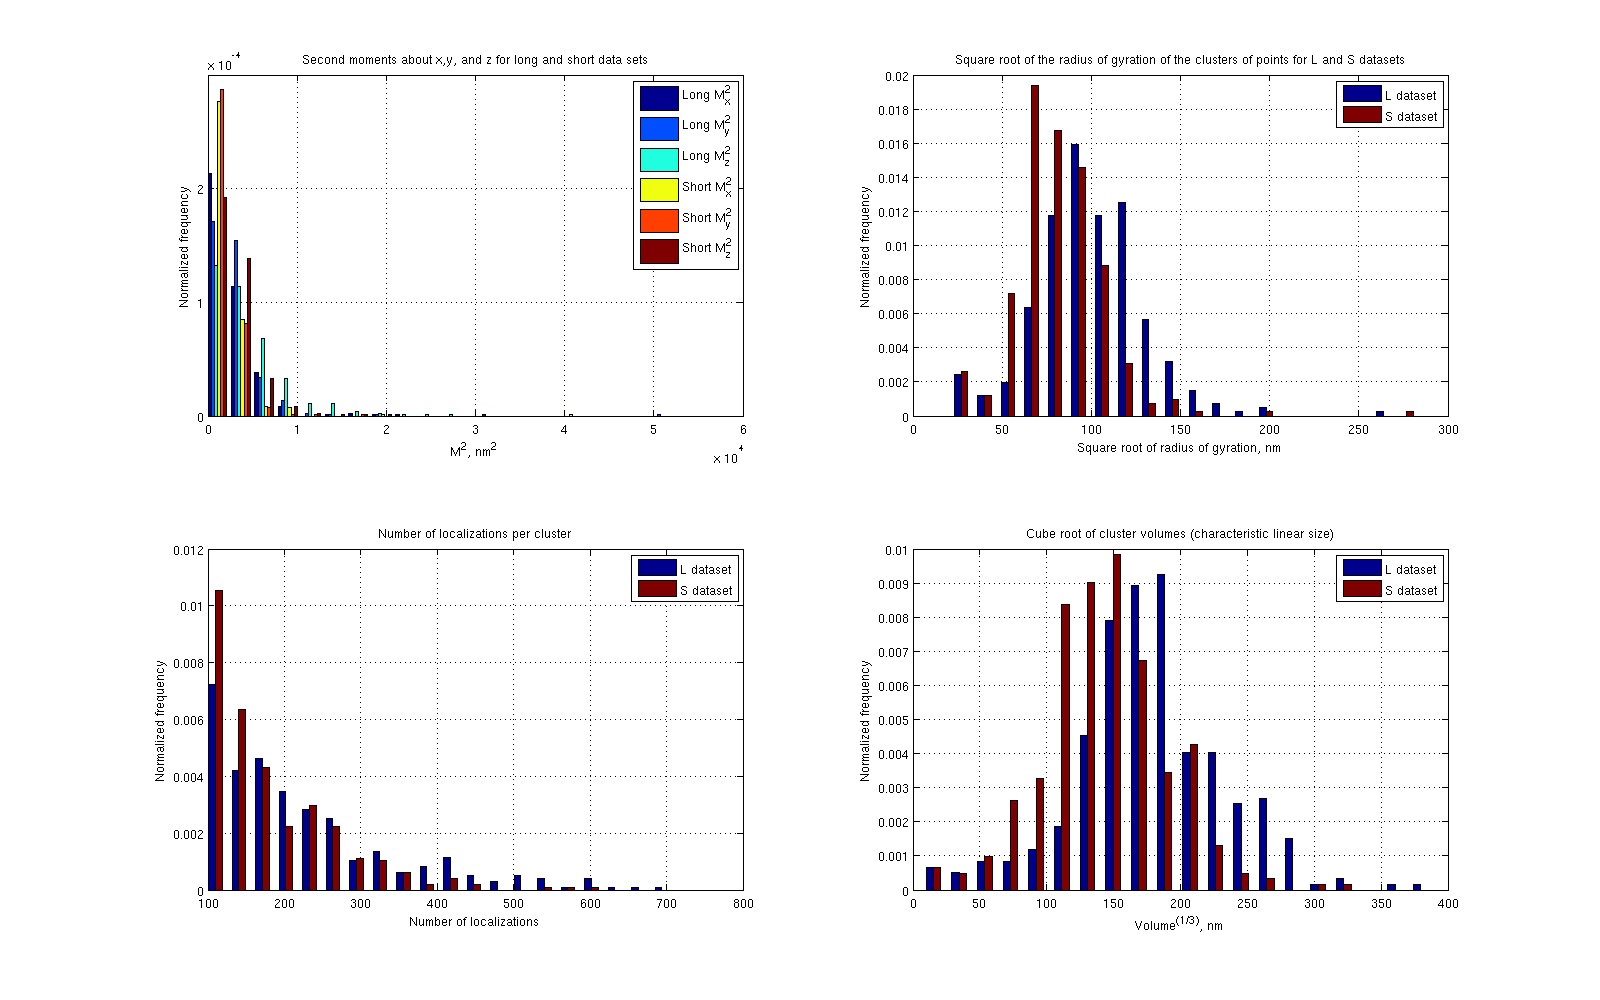 Second moments about x,y, and z for long and short data sets
x 10^-4
Normalized frequency
2
1
0
0 1 2 3 4 5 6
M^2, nm^2
x 10^4
Long M_x^2
Long M_y^2
Long M_z^2
Short M_x^2
Short M_y^2
Short M_z^2
Square root of the radius of gyration of the clusters of points for L and S datasets
Normalized frequency
0.02
0.018
0.016
0.014
0.012
0.01
0.008
0.006
0.004
0.002
0
0 50 100 150 200 250 300
Square root of radius of gyration, nm
L dataset
S dataset
Number of localizations per cluster
Normalized frequency
0.012
0.01
0.008
0.006
0.004
0.002
0
100 200 300 400 500 600 700 800
Number of localizations
L dataset
S dataset
Cube root of cluster volumes (characteristic linear size)
Normalized frequency
0.01
0.009
0.008
0.007
0.006
0.005
0.004
0.003
0.002
0.001
0
0 50 100 150 200 250 300 350 400
Volume^(1/3), nm
L dataset
S dataset